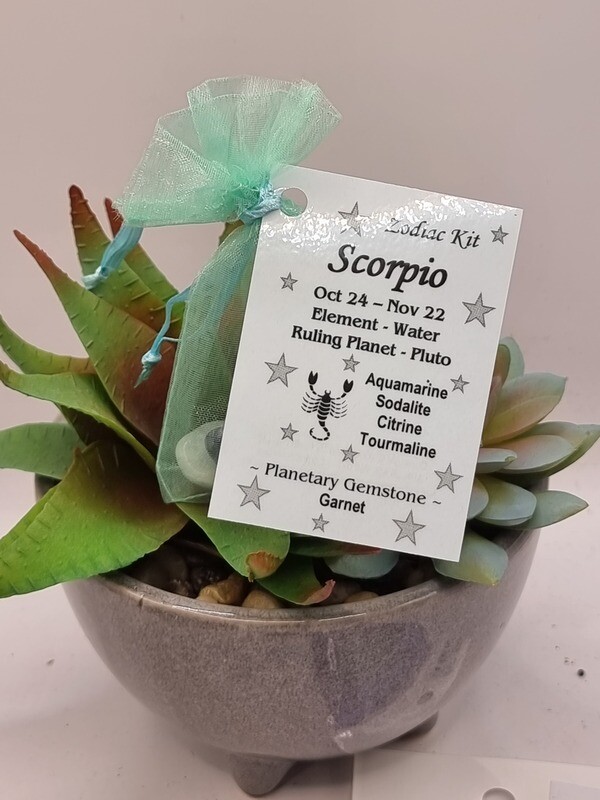 Zodiac Kit
Scorpio
Oct 24 – Nov 22
Element - Water
Ruling Planet - Pluto
Aquamarine
Sodalite
Citrine
Tourmaline
~ Planetary Gemstone ~
Garnet